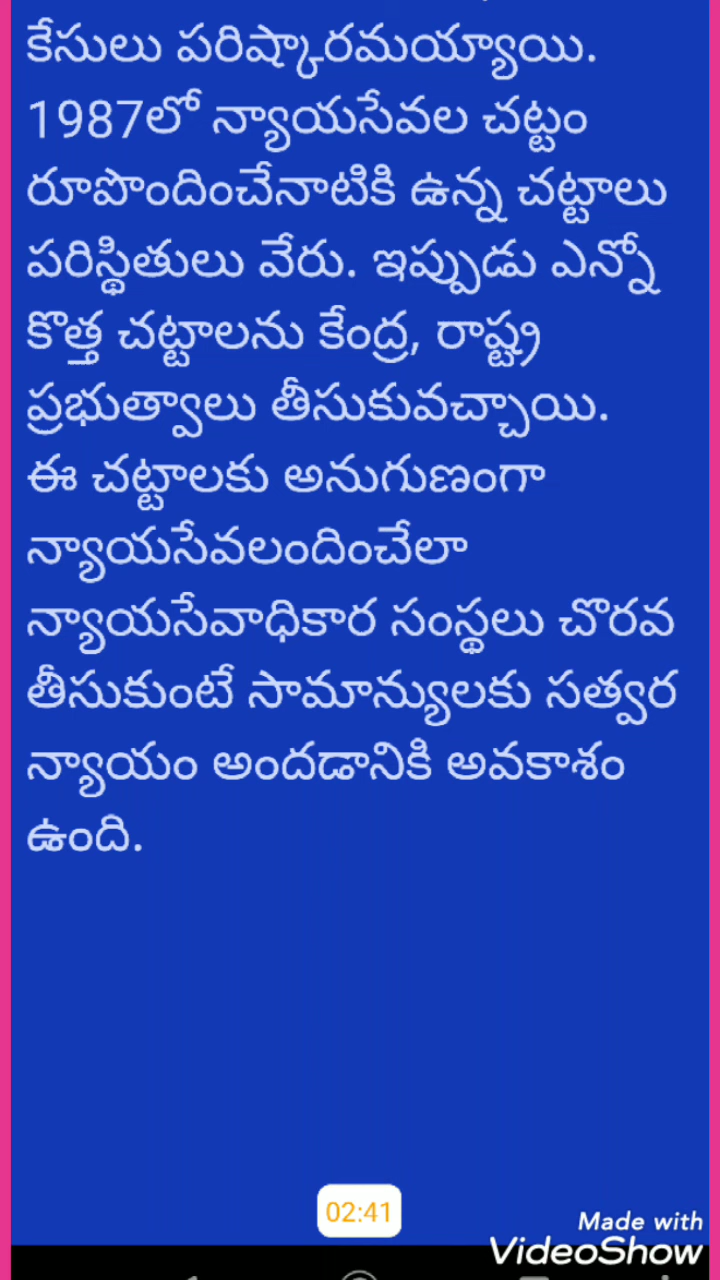 కేసులు పరిష్కారమయ్యాయి.
1987లో న్యాయసేవల చట్టం
రూపొందించేనాటికి ఉన్న చట్టాలు
పరిస్థితులు వేరు. ఇప్పుడు ఎన్నో
కొత్త చట్టాలను కేంద్ర, రాష్ట్ర
ప్రభుత్వాలు తీసుకువచ్చాయి.
ఈ చట్టాలకు అనుగుణంగా
న్యాయసేవలందించేలా
న్యాయసేవాధికార సంస్థలు చొరవ
తీసుకుంటే సామాన్యులకు సత్వర
న్యాయం అందడానికి అవకాశం
ఉంది.
02:41
Made with
VideoShow